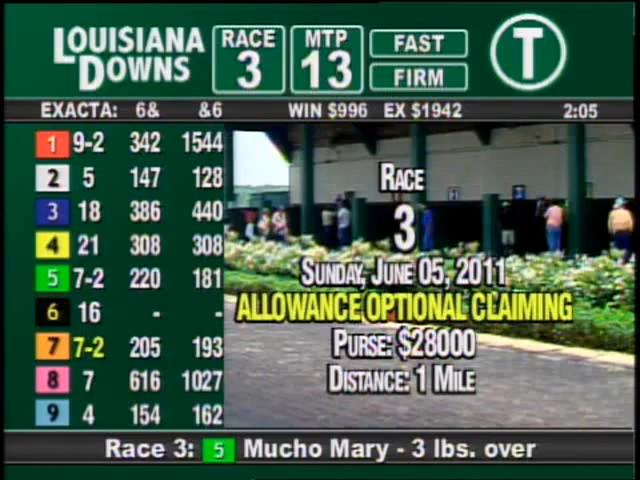 LOUISIANA DOWNS
RACE 3
MTP 13
FAST
FIRM
T
EXACTA: 6& &6 WIN $996 EX $1942 2:05
1 9-2 342 1544
2 5 147 128
3 18 386 440
4 21 308 308
5 7-2 220 181
6 16 - -
7 7-2 205 193
8 7 616 1027
9 4 154 162
RACE
3
SUNDAY, JUNE 05, 2011
ALLOWANCE OPTIONAL CLAIMING
PURSE: $28000
DISTANCE: 1 MILE
Race 3: 5 Mucho Mary - 3 lbs. over